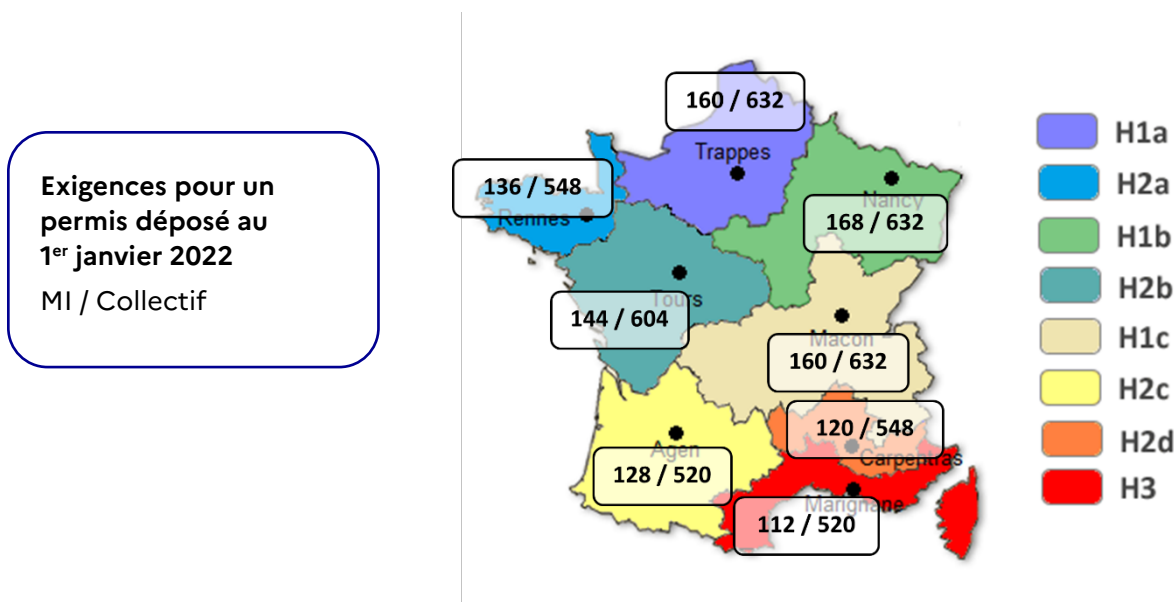 Exigences pour un
permis déposé au
1er janvier 2022
MI / Collectif
160 / 632
Trappes
136 / 548
Rennes
Nancy
168 / 632
Tours
144 / 604
Macon
160 / 632
120 / 548
Carpentras
Agen
128 / 520
Marignane
112 / 520
H1a
H2a
H1b
H2b
H1c
H2c
H2d
H3